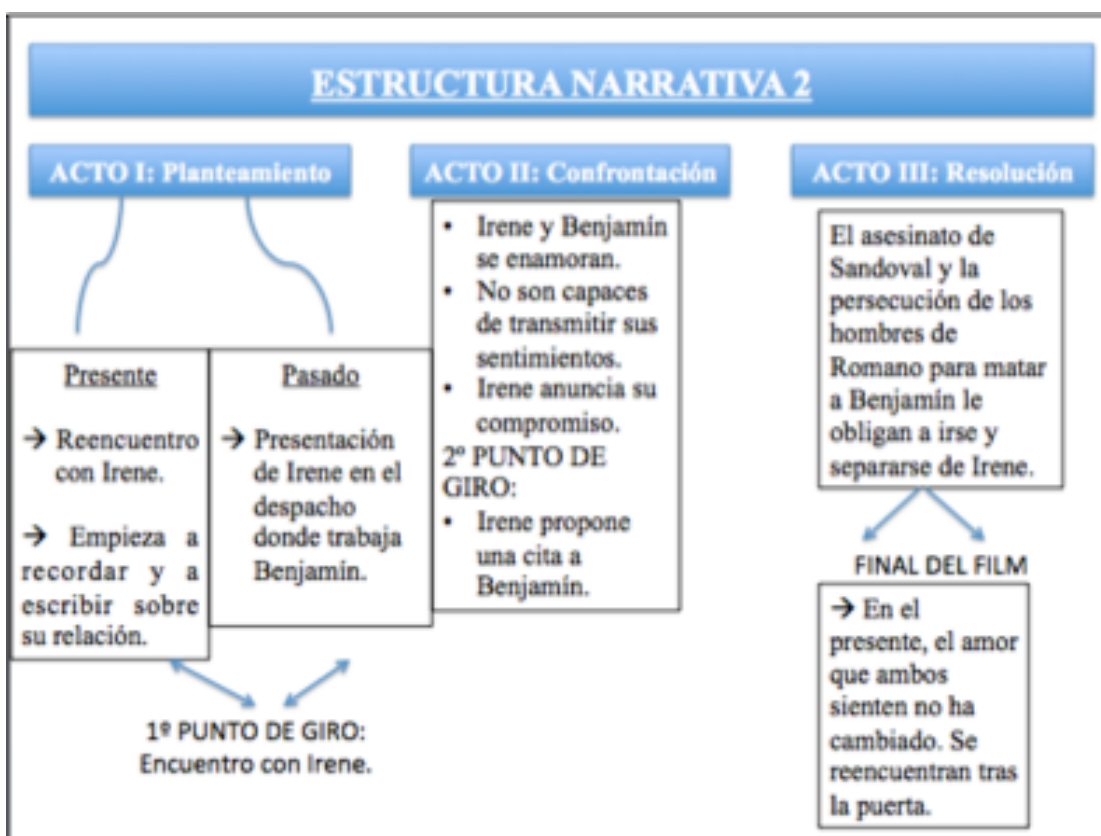 ESTRUCTURA NARRATIVA 2
ACTO I: Planteamiento
Presente
→ Reencuentro
con Irene.
→ Empieza a
recordar y a
escribir sobre
su relación.
Pasado
→ Presentación
de Irene en el
despacho
donde trabaja
Benjamín.
1º PUNTO DE GIRO:
Encuentro con Irene.
ACTO II: Confrontación
• Irene y Benjamín
se enamoran.
• No son capaces
de transmitir sus
sentimientos.
• Irene anuncia su
compromiso.
2º PUNTO DE
GIRO:
• Irene propone
una cita a
Benjamín.
ACTO III: Resolución
El asesinato de
Sandoval y la
persecución de los
hombres de
Romano para matar
a Benjamín le
obligan a irse y
separarse de Irene.
FINAL DEL FILM
→ En el
presente, el amor
que ambos
sienten no ha
cambiado. Se
reencuentran tras
la puerta.